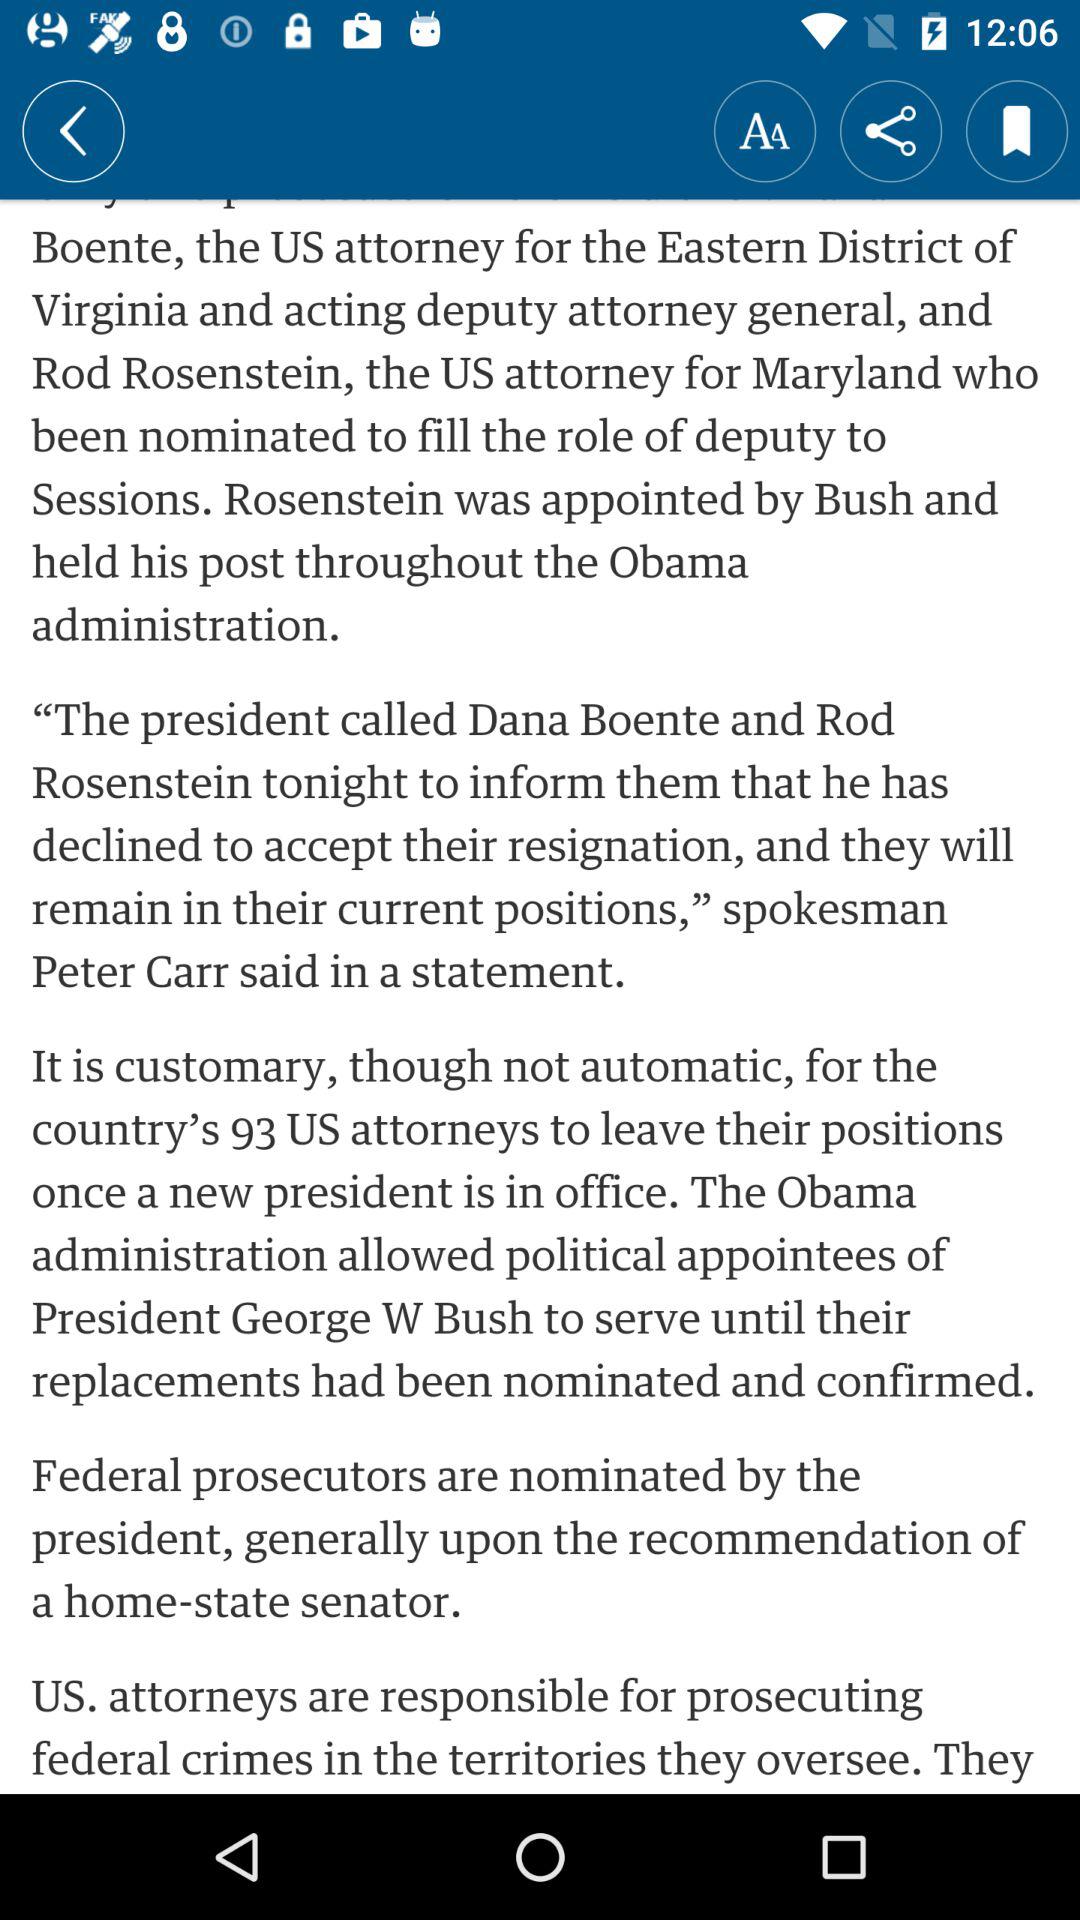 FAKE
12:06
AA
Boente, the US attorney for the Eastern District of
Virginia and acting deputy attorney general, and
Rod Rosenstein, the US attorney for Maryland who
been nominated to fill the role of deputy to
Sessions. Rosenstein was appointed by Bush and
held his post throughout the Obama
administration.
“The president called Dana Boente and Rod
Rosenstein tonight to inform them that he has
declined to accept their resignation, and they will
remain in their current positions,” spokesman
Peter Carr said in a statement.
It is customary, though not automatic, for the
country’s 93 US attorneys to leave their positions
once a new president is in office. The Obama
administration allowed political appointees of
President George W Bush to serve until their
replacements had been nominated and confirmed.
Federal prosecutors are nominated by the
president, generally upon the recommendation of
a home-state senator.
US. attorneys are responsible for prosecuting
federal crimes in the territories they oversee. They